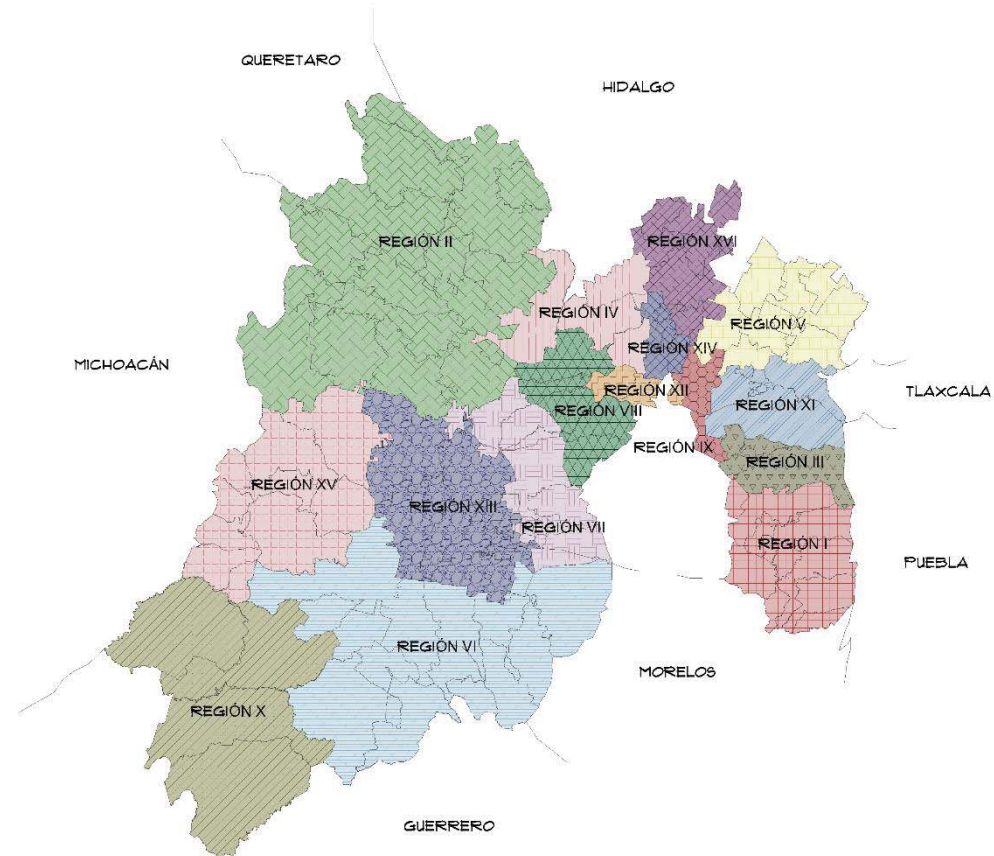 QUERETARO
HIDALGO
REGIÓN II
REGIÓN XVI
REGIÓN IV
REGIÓN V
REGIÓN XIV
MICHOACÁN
REGIÓN XII
TLAXCALA
REGIÓN VIII
REGIÓN XI
REGIÓN IX
REGIÓN III
REGIÓN XV
REGIÓN XIII
REGIÓN VII
REGIÓN I
PUEBLA
REGIÓN VI
MORELOS
REGIÓN X
GUERRERO